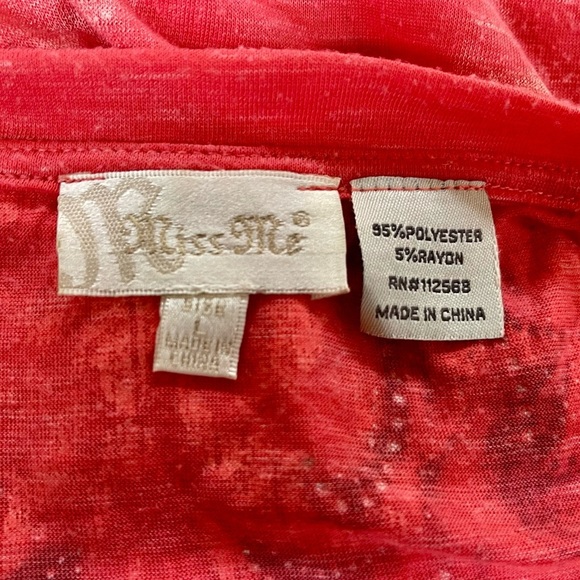 Miss Me®
SIZE
L
MADE IN
CHINA
95%POLYESTER
5%RAYON
RN#112568
MADE IN CHINA